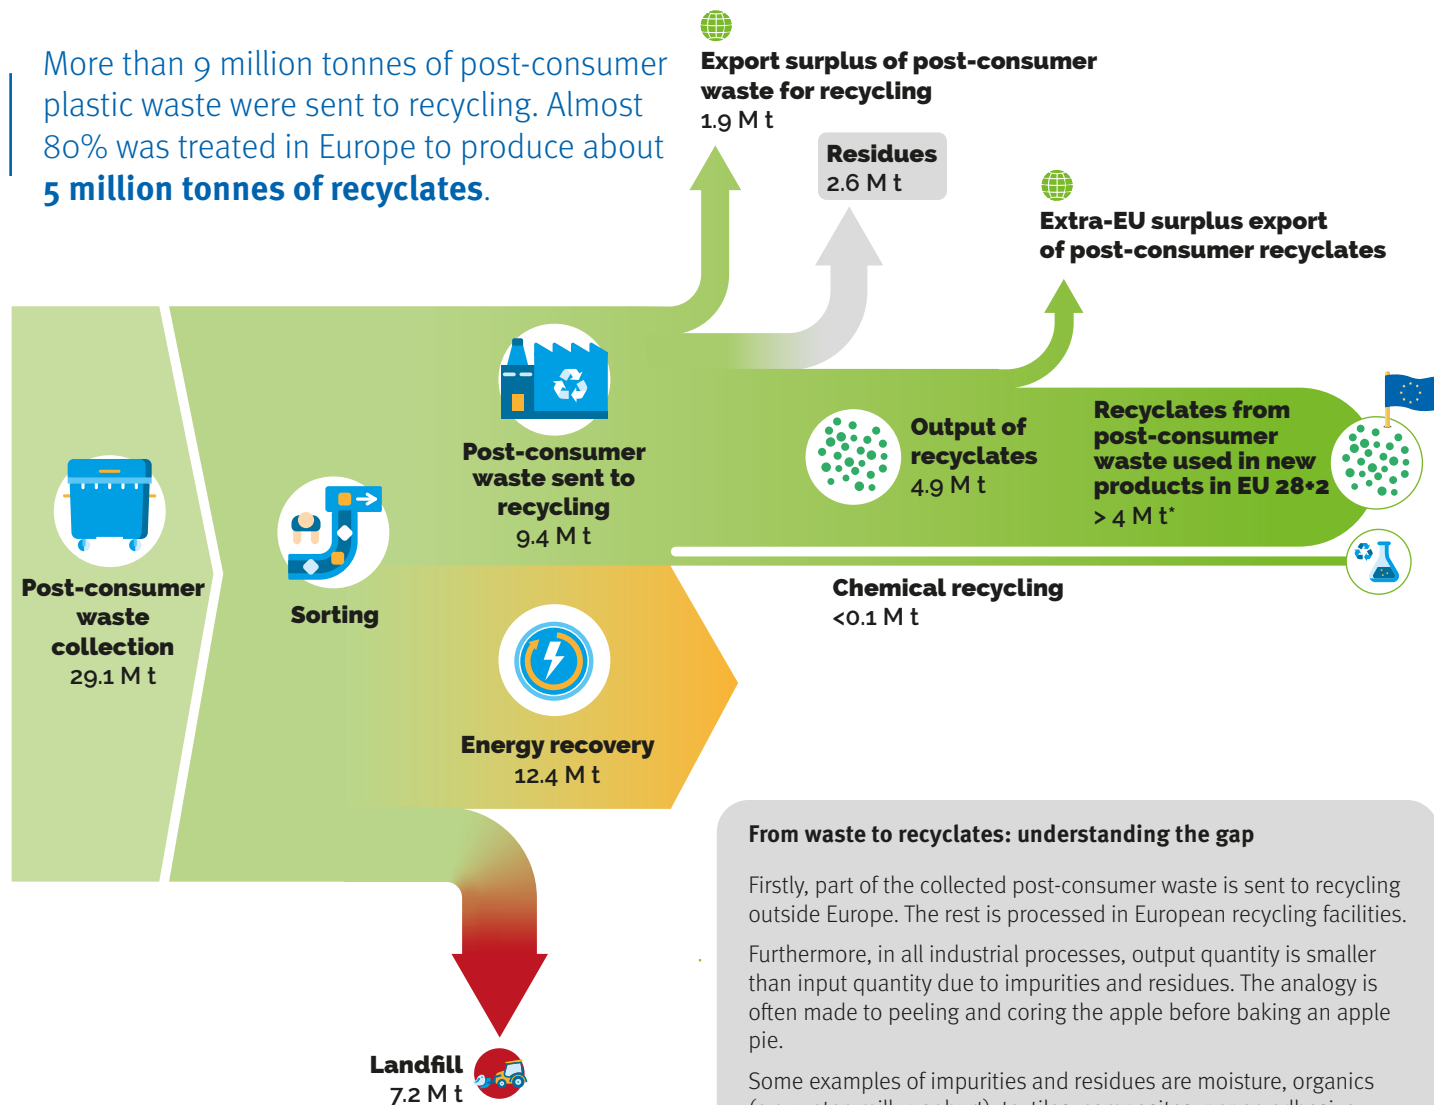 More than 9 million tonnes of post-consumer
plastic waste were sent to recycling. Almost
80% was treated in Europe to produce about
5 million tonnes of recyclates.
Export surplus of post-consumer
waste for recycling
1.9 M t
Residues
2.6 M t
Extra-EU surplus export
of post-consumer recyclates
Post-consumer
waste
collection
29.1 M t
Sorting
Post-consumer
waste sent to
recycling
9.4 M t
Output of
recyclates
4.9 M t
Recyclates from
post-consumer
waste used in new
products in EU 28+2
> 4 M t*
Chemical recycling
<0.1 M t
Energy recovery
12.4 M t
Landfill
7.2 M t
From waste to recyclates: understanding the gap
Firstly, part of the collected post-consumer waste is sent to recycling
outside Europe. The rest is processed in European recycling facilities.
Furthermore, in all industrial processes, output quantity is smaller
than input quantity due to impurities and residues. The analogy is
often made to peeling and coring the apple before baking an apple
pie.
Some examples of impurities and residues are moisture, organics